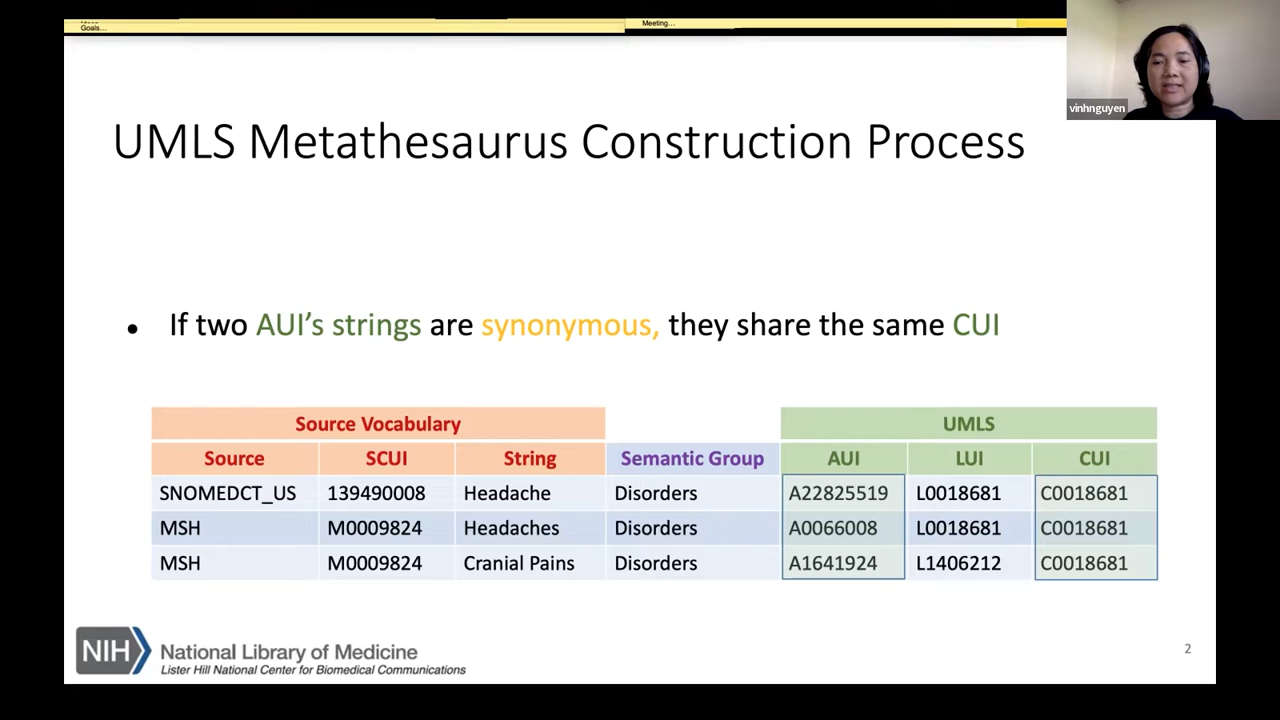 Goals...
Meeting...
vinhnguyen
UMLS Metathesaurus Construction Process
• If two AUI's strings are synonymous, they share the same CUI
Source Vocabulary UMLS
Source SCUI String Semantic Group AUI LUI CUI
SNOMEDCT_US 139490008 Headache Disorders A22825519 L0018681 C0018681
MSH M0009824 Headaches Disorders A0066008 L0018681 C0018681
MSH M0009824 Cranial Pains Disorders A1641924 L1406212 C0018681
NIH National Library of Medicine
Lister Hill National Center for Biomedical Communications
2